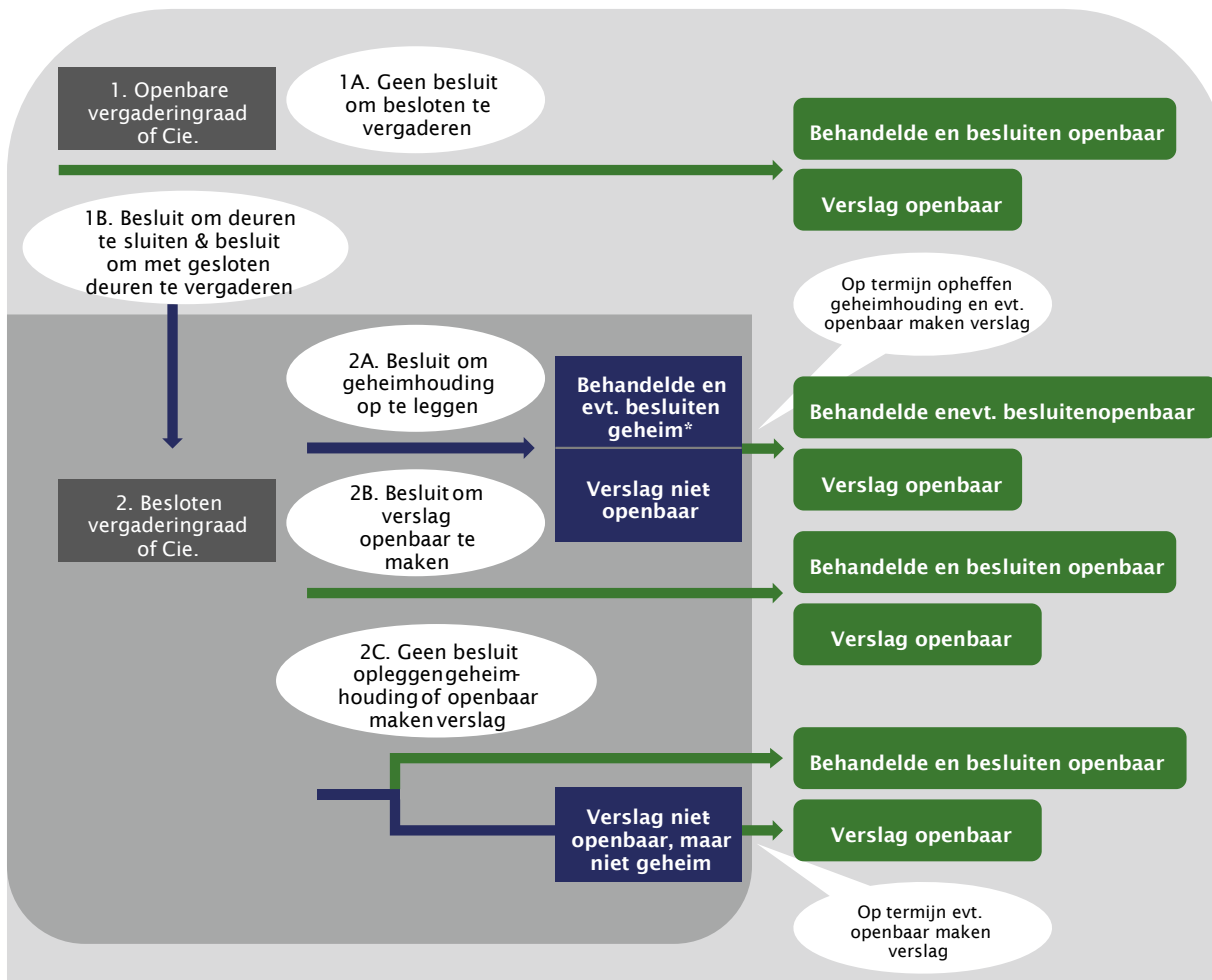 1. Openbare
vergaderingraad
of Cie.
1A. Geen besluit
om besloten te
vergaderen
Behandelde en besluiten openbaar
Verslag openbaar
1B. Besluit om deuren
te sluiten & besluit
om met gesloten
deuren te vergaderen
Op termijn opheffen
geheimhouding en evt.
openbaar maken verslag
2A. Besluit om
geheimhouding
op te leggen
Behandelde en
evt. besluiten
geheim*
Verslag niet
openbaar
Behandelde enevt. besluitenopenbaar
Verslag openbaar
2. Besloten
vergaderingraad
of Cie.
2B. Besluit om
verslag
openbaar te
maken
Behandelde en besluiten openbaar
Verslag openbaar
2C. Geen besluit
opleggengeheim-
houding of openbaar
maken verslag
Behandelde en besluiten openbaar
Verslag niet
openbaar, maar
niet geheim
Verslag openbaar
Op termijn evt.
openbaar maken
verslag